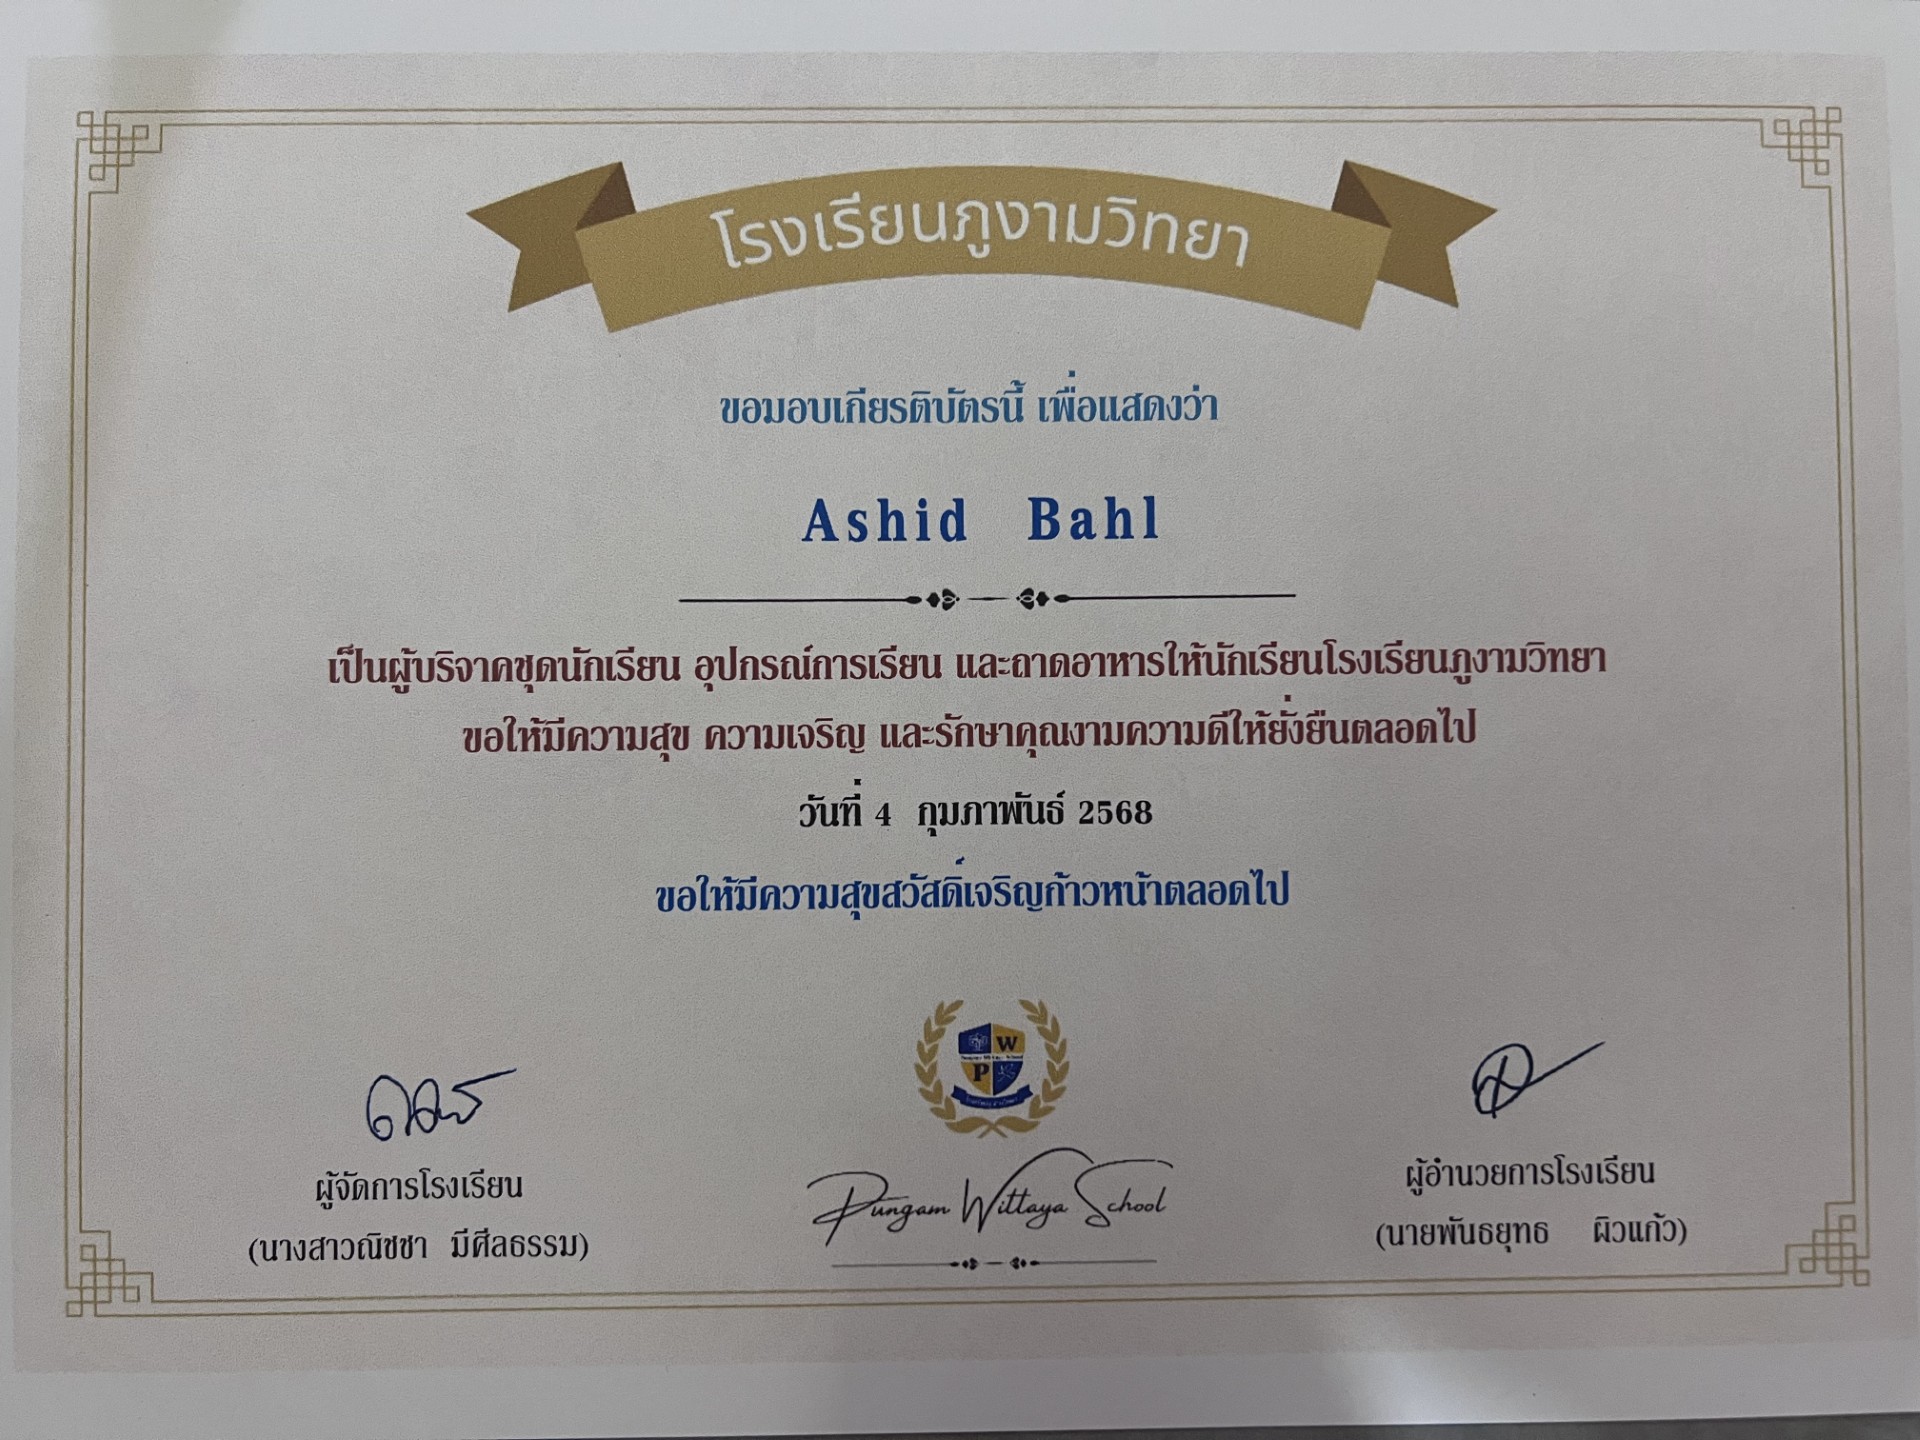 โรงเรียนภูงามวิทยา
ขอมอบเกียรติบัตรนี้ เพื่อแสดงว่า
Ashid Bahl
เป็นผู้บริจาคชุดนักเรียน อุปกรณ์การเรียน และถาดอาหารให้นักเรียนโรงเรียนภูงามวิทยา
ขอให้มีความสุข ความเจริญ และรักษาคุณงามความดีให้ยั่งยืนตลอดไป
วันที่ 4 กุมภาพันธ์ 2568
ขอให้มีความสุขสวัสดิ์เจริญก้าวหน้าตลอดไป
W
P
Pungam Wittaya School
ผู้จัดการโรงเรียน
(นางสาวณิชชา มีศีลธรรม)
ผู้อำนวยการโรงเรียน
(นายพันธยุทธ ผิวแก้ว)